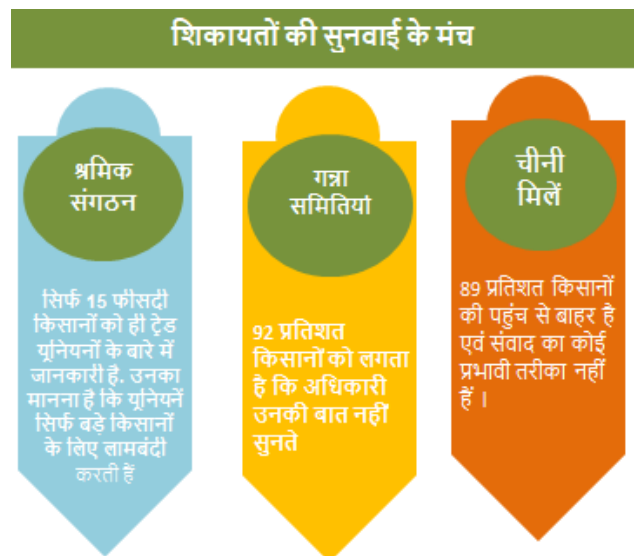 शिकायतों की सुनवाई के मंच
श्रमिक
संगठन
सिर्फ 15 फीसदी
किसानों को ही ट्रेड
यूनियनों के बारे में
जानकारी है. उनका
मानना है कि यूनियनें
सिर्फ बड़े किसानों
के लिए लामबंदी
करती हैं
गन्ना
समितियां
92 प्रतिशत
किसानों को लगता
है कि अधिकारी
उनकी बात नहीं
सुनते
चीनी
मिलें
89 प्रतिशत किसानों
की पहुंच से बाहर है
एवं संवाद का कोई
प्रभावी तरीका नहीं
हैं ।